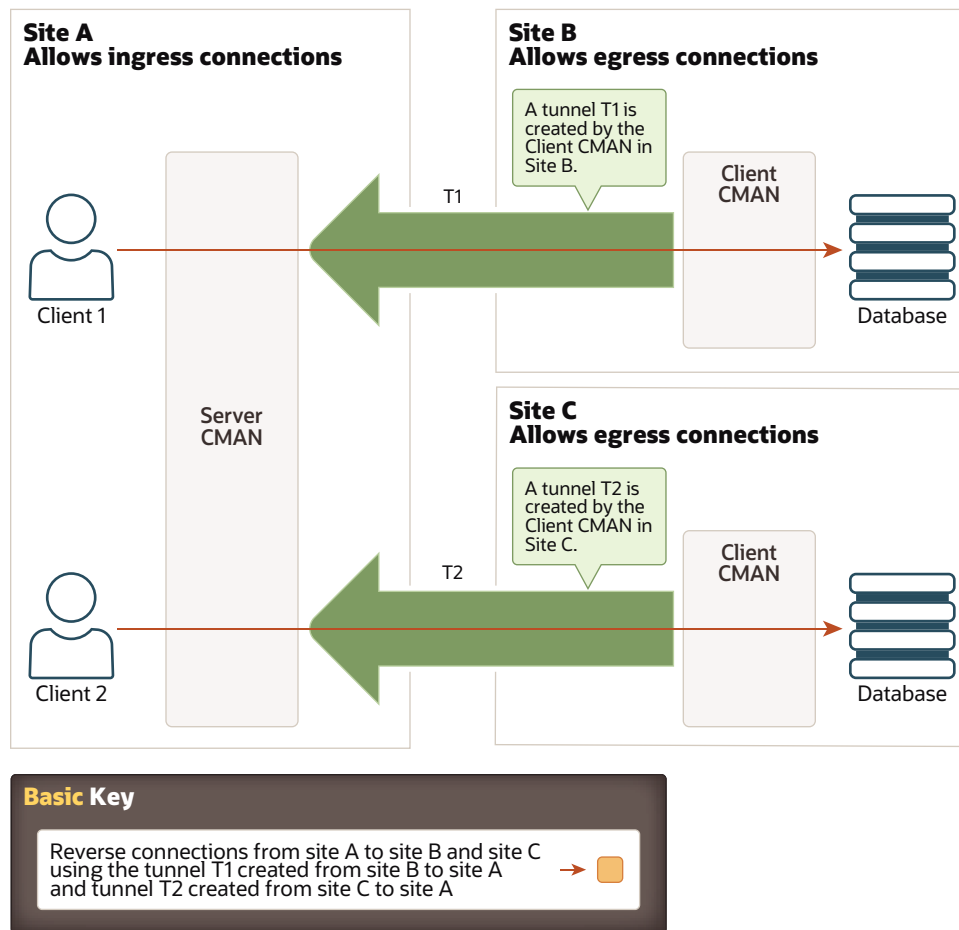 Site A
Allows ingress connections
Client 1
Server
CMAN
Client 2
Site B
Allows egress connections
A tunnel T1 is
created by the
Client CMAN in
Site B.
T1
Client
CMAN
Database
Site C
Allows egress connections
A tunnel T2 is
created by the
Client CMAN in
Site C.
T2
Client
CMAN
Database
Basic Key
Reverse connections from site A to site B and site C
using the tunnel T1 created from site B to site A
and tunnel T2 created from site C to site A